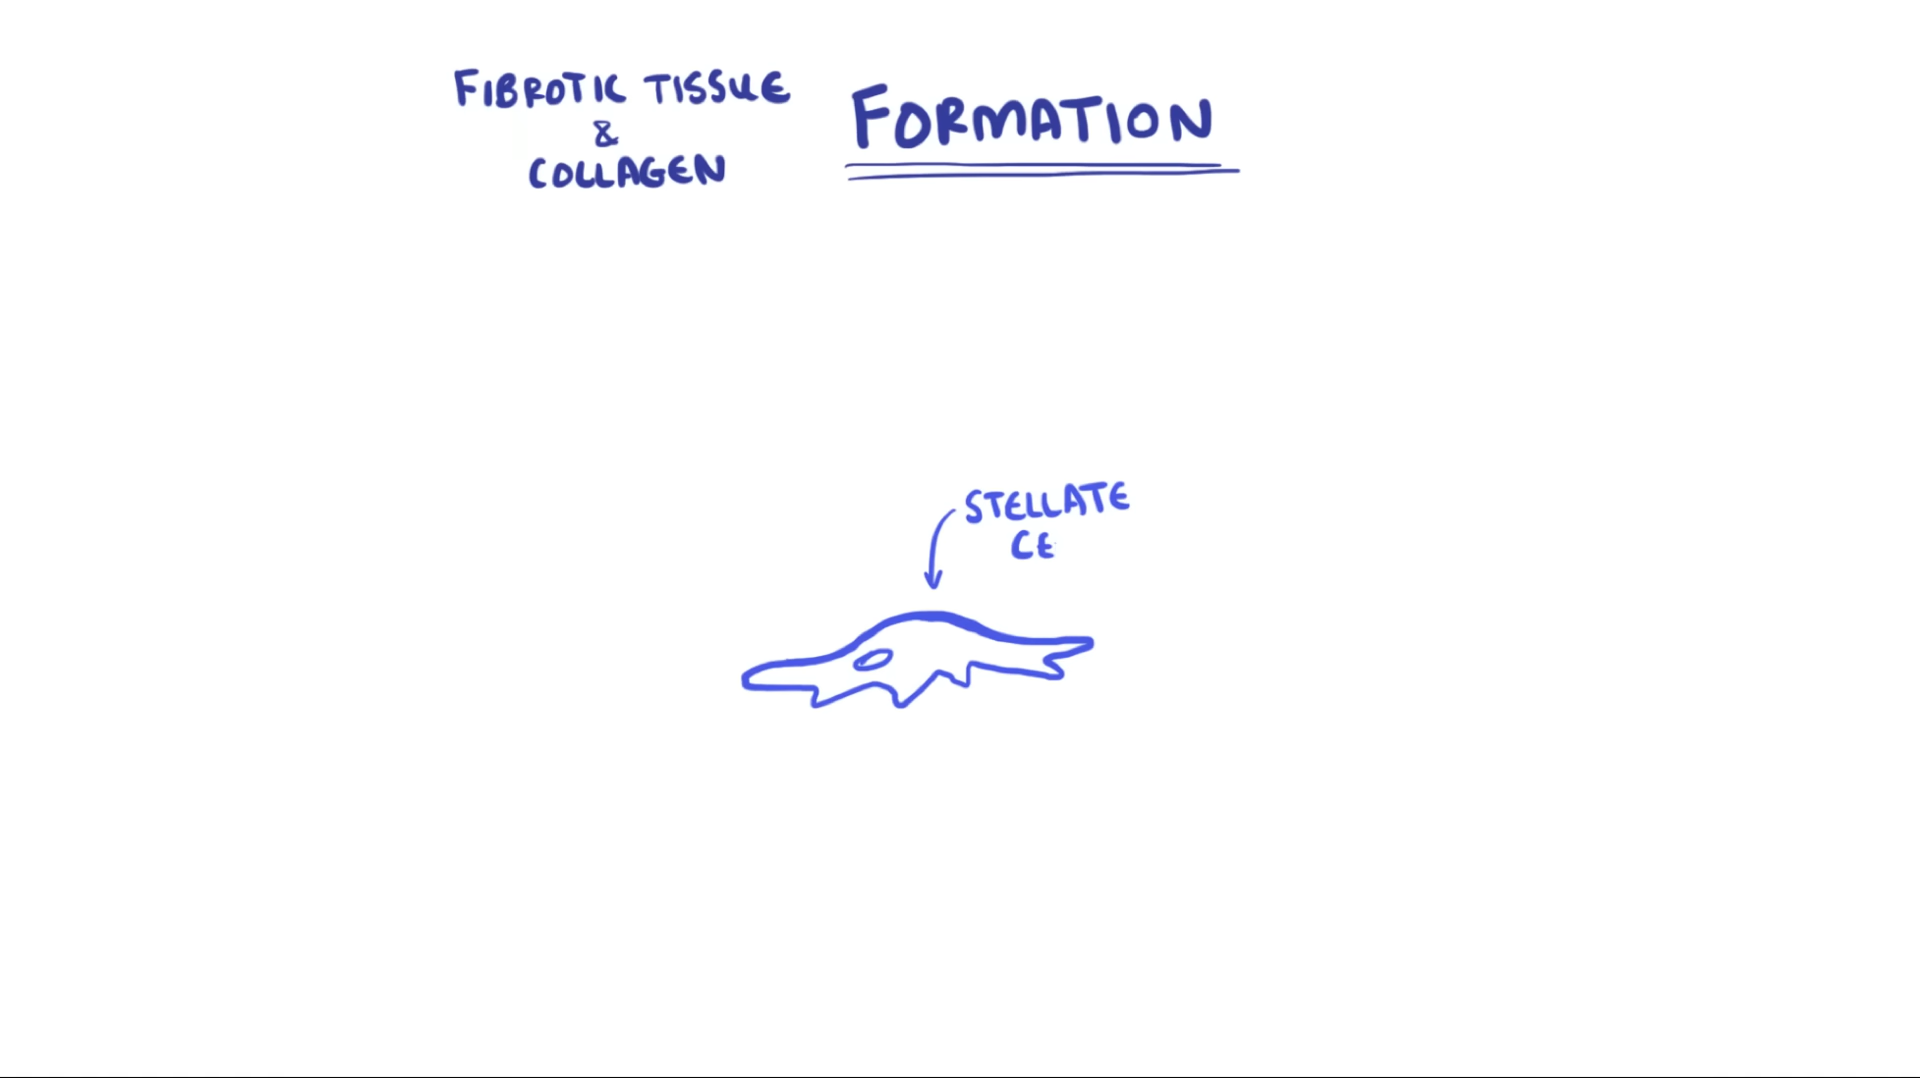 FIBROTIC TISSUE
&
COLLAGEN
FORMATION
STELLATE
CE